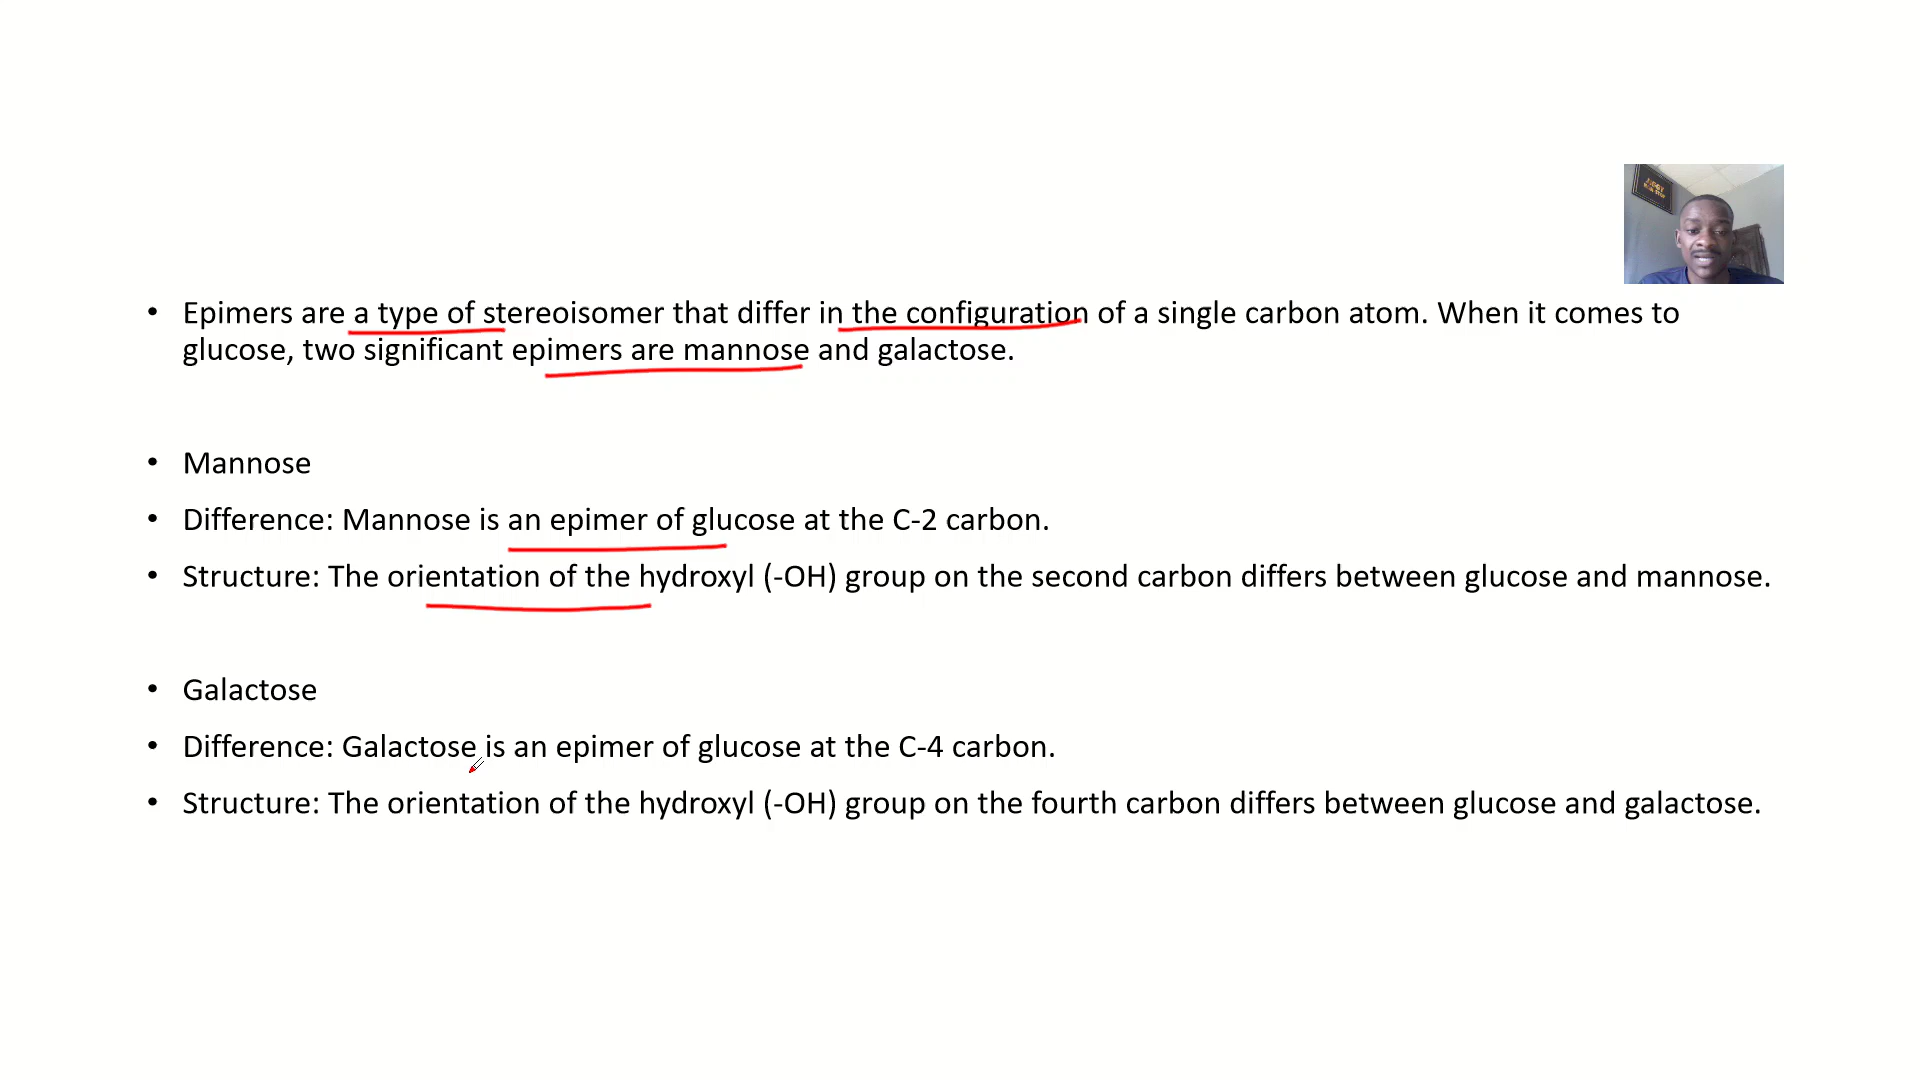 • Epimers are a type of stereoisomer that differ in the configuration of a single carbon atom. When it comes to
glucose, two significant epimers are mannose and galactose.
• Mannose
• Difference: Mannose is an epimer of glucose at the C-2 carbon.
• Structure: The orientation of the hydroxyl (-OH) group on the second carbon differs between glucose and mannose.
• Galactose
• Difference: Galactose is an epimer of glucose at the C-4 carbon.
• Structure: The orientation of the hydroxyl (-OH) group on the fourth carbon differs between glucose and galactose.